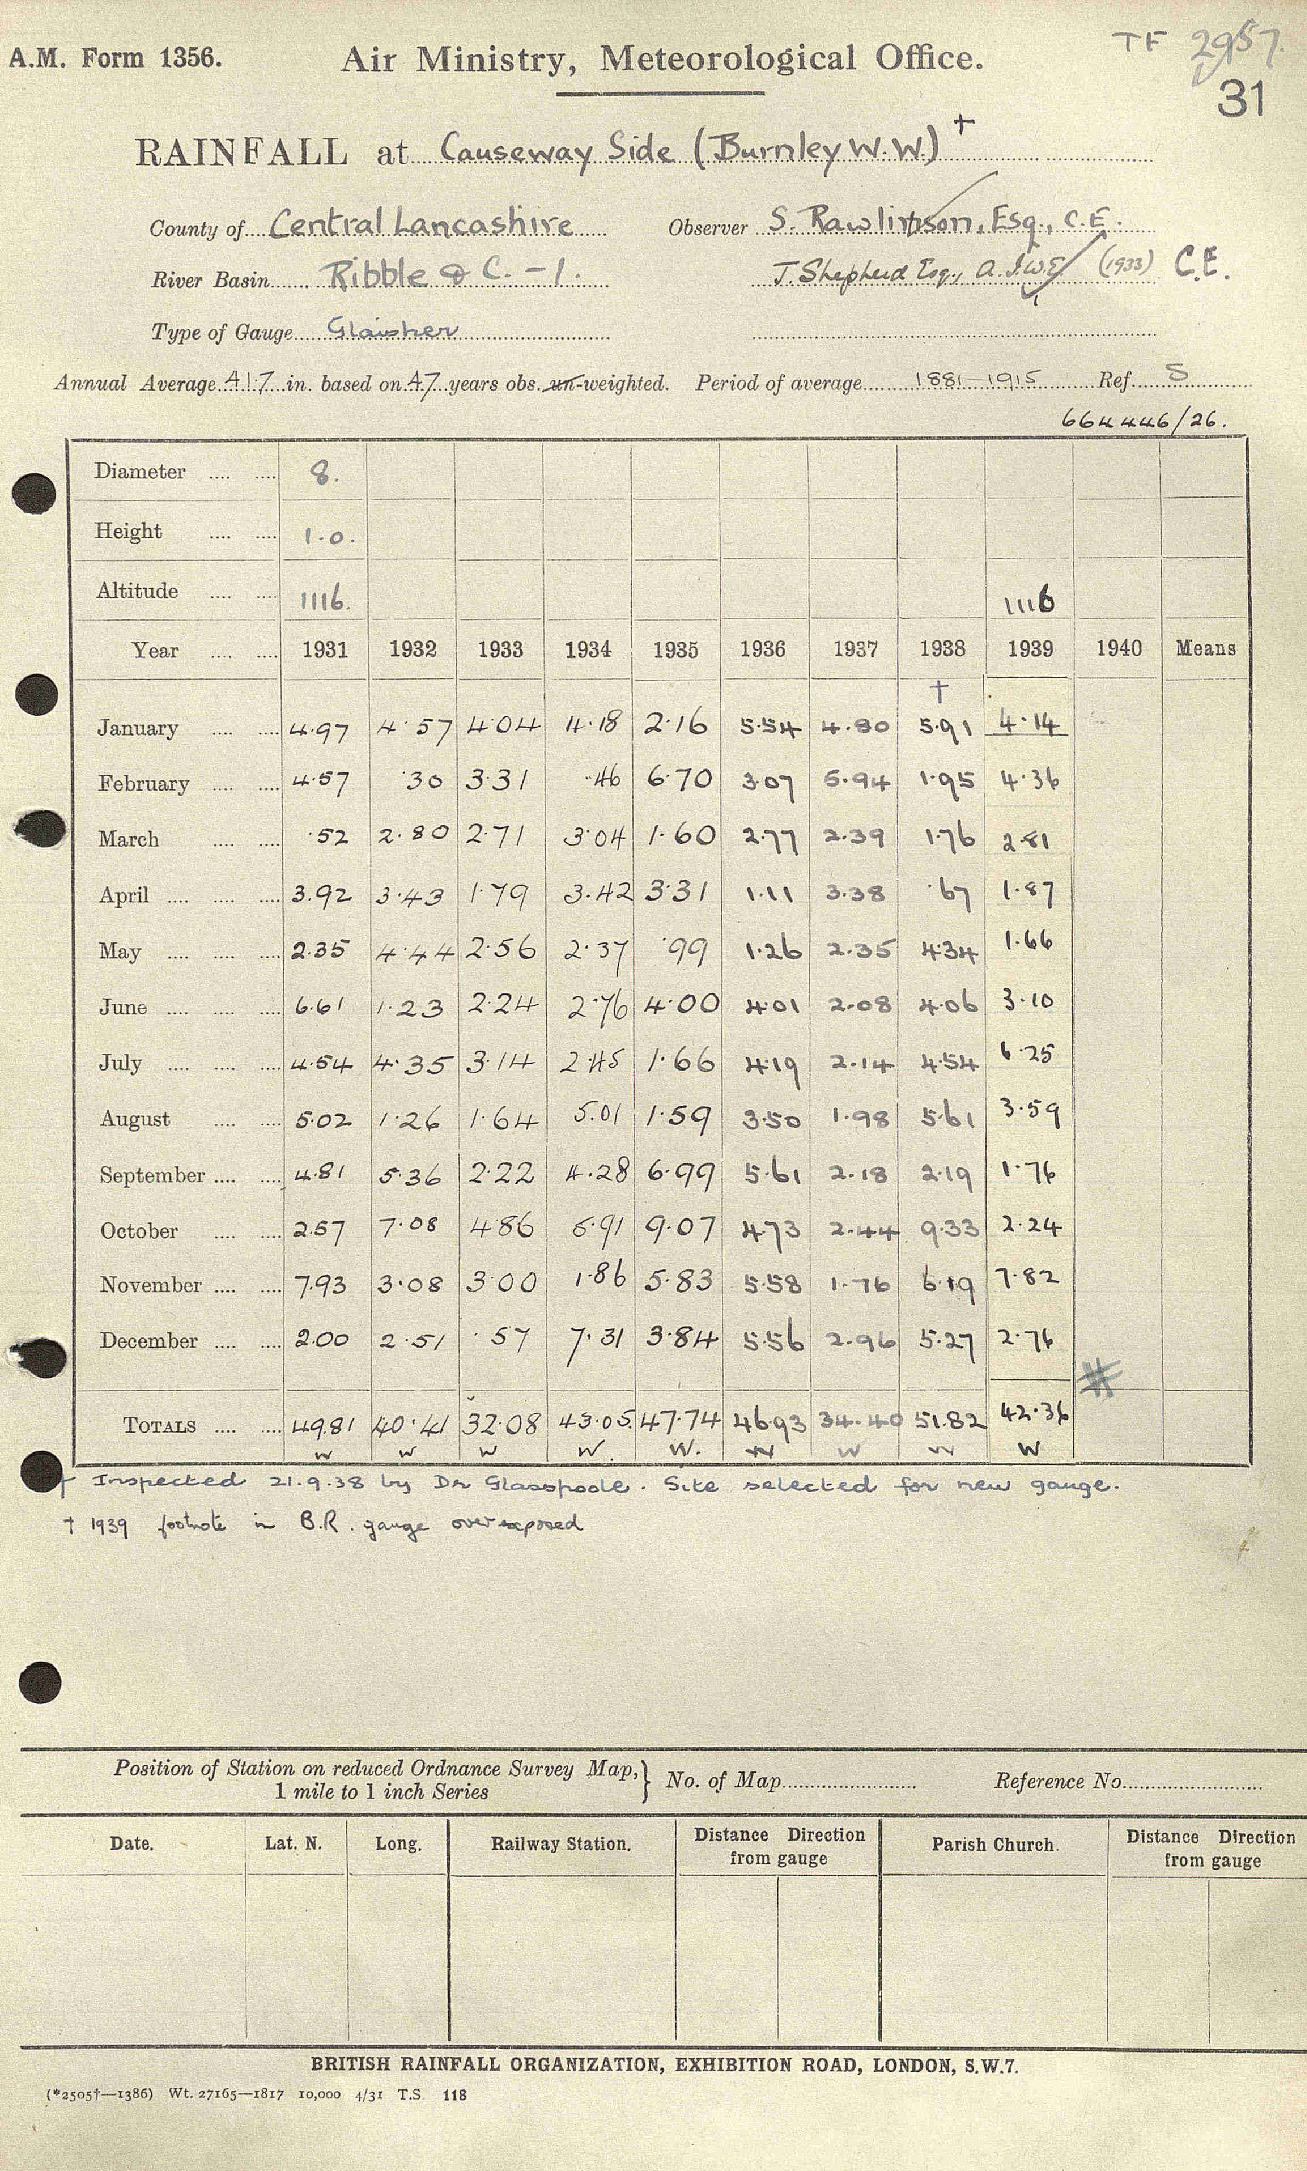 A.M. Form 1356. Air Ministry, Meteorological Office. TF 2957.
31
RAINFALL at Causeway Side (Burnley W.W.) †
County of Central Lancashire Observer S. Rawlinson, Esq., C.E.
River Basin Ribble & C. - 1. J. Shepherd Esq., A.I.W.E (1933) C.E.
Type of Gauge Glaisher
Annual Average 41.7 in. based on 47 years obs. un-weighted. Period of average 1881-1915 Ref. S
664446/26.
Diameter 8.
Height 1.0.
Altitude 1116. 1116
Year 1931 1932 1933 1934 1935 1936 1937 1938 1939 1940 Means
†
January 4.97 4.57 4.04 4.18 2.16 5.54 4.80 5.91 4.14
February 4.57 .30 3.31 .46 6.70 3.07 5.94 1.95 4.36
March .52 2.80 2.71 3.04 1.60 2.77 2.39 1.76 2.81
April 3.92 3.43 1.79 3.42 3.31 1.11 3.38 .67 1.87
May 2.35 4.44 2.56 2.37 .99 1.26 2.35 4.34 1.66
June 6.61 1.23 2.24 2.76 4.00 4.01 2.08 4.06 3.10
July 4.54 4.35 3.14 2.45 1.66 4.19 2.14 4.54 6.25
August 5.02 1.26 1.64 5.01 1.59 3.50 1.98 5.61 3.59
September 4.81 5.36 2.22 4.28 6.99 5.61 2.18 2.19 1.76
October 2.57 7.08 4.86 5.91 9.07 4.73 2.44 9.33 2.24
November 7.93 3.08 3.00 1.86 5.83 5.58 1.76 6.19 7.82
December 2.00 2.51 .57 7.31 3.84 5.56 2.96 5.27 2.76
#
TOTALS 49.81 40.41 32.08 43.05 47.74 46.93 34.40 51.82 42.36
w w w W. W. w w w W
† Inspected 21.9.38 by Dr Glasspoole. Site selected for new gauge.
† 1939 footnote in B.R. gauge over exposed
Position of Station on reduced Ordnance Survey Map, 1 mile to 1 inch Series } No. of Map Reference No.
Date. Lat. N. Long. Railway Station. Distance Direction from gauge Parish Church. Distance Direction from gauge
BRITISH RAINFALL ORGANIZATION, EXHIBITION ROAD, LONDON, S.W.7.
(*2505†—1386) Wt. 27165—1817 10,000 4/31 T.S. 118